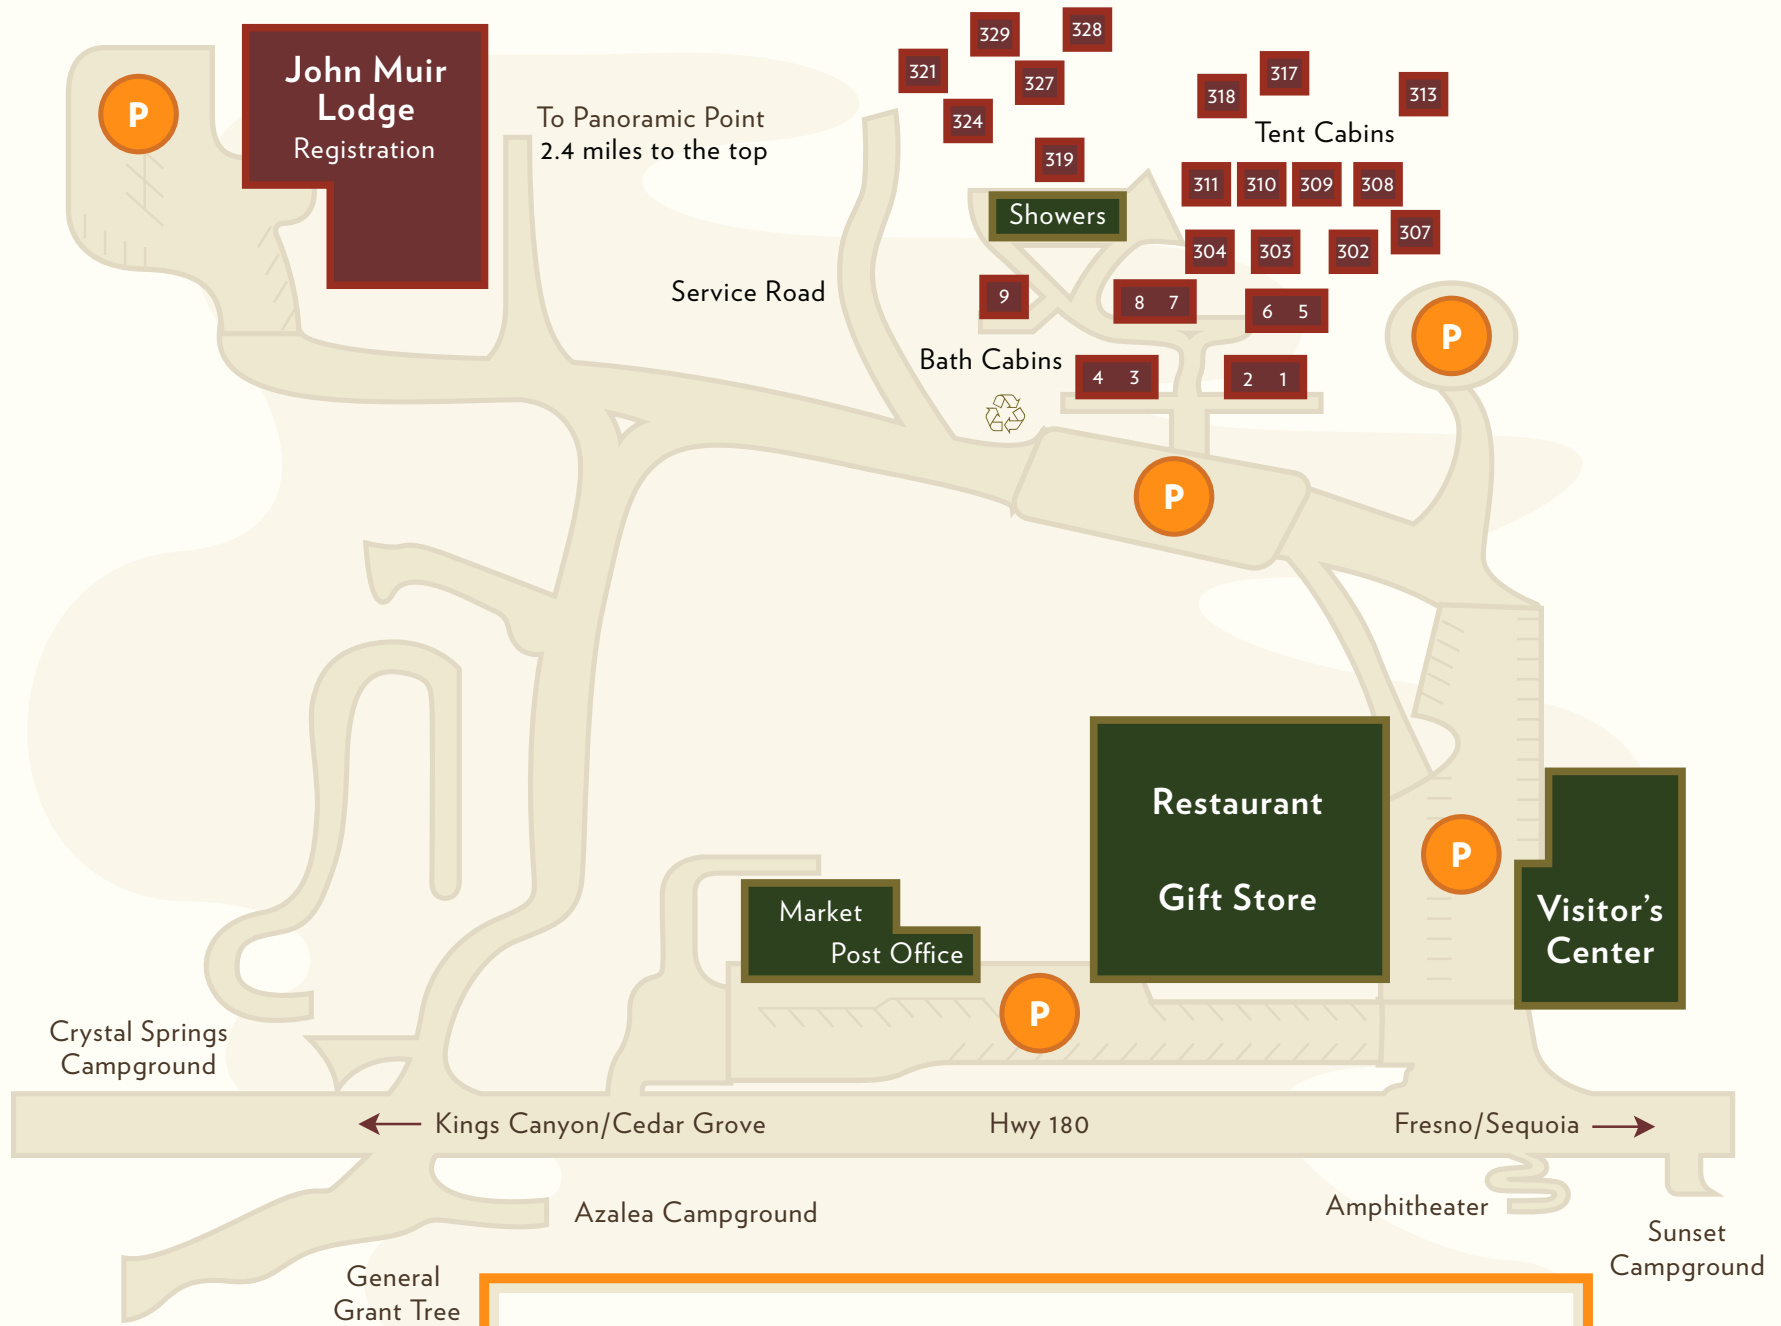 329
328
321
327
324
319
318
317
313
Tent Cabins
P
John Muir
Lodge
Registration
To Panoramic Point
2.4 miles to the top
311
310
309
308
307
Showers
304
303
302
Service Road
9
8 7
6 5
P
Bath Cabins
4 3
2 1
P
Restaurant
Gift Store
P
Visitor's
Center
Market
Post Office
P
Crystal Springs
Campground
Kings Canyon/Cedar Grove
Hwy 180
Fresno/Sequoia
Azalea Campground
Amphitheater
Sunset
Campground
General
Grant Tree